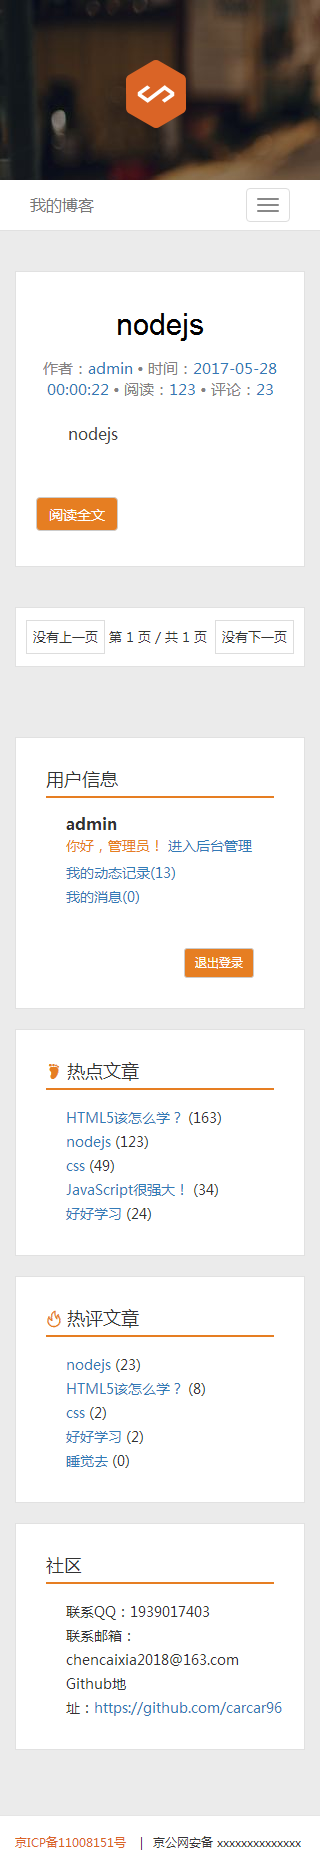 我的博客
nodejs
作者：admin • 时间：2017-05-28
00:00:22 • 阅读：123 • 评论：23
nodejs
阅读全文
没有上一页 第 1 页 / 共 1 页 没有下一页
用户信息
admin
你好，管理员！ 进入后台管理
我的动态记录(13)
我的消息(0)
退出登录
热点文章
HTML5该怎么学？ (163)
nodejs (123)
css (49)
JavaScript很强大！ (34)
好好学习 (24)
热评文章
nodejs (23)
HTML5该怎么学？ (8)
css (2)
好好学习 (2)
睡觉去 (0)
社区
联系QQ：1939017403
联系邮箱：
chencaixia2018@163.com
Github地
址：https://github.com/carcar96
京ICP备11008151号 | 京公网安备 xxxxxxxxxxxxxx